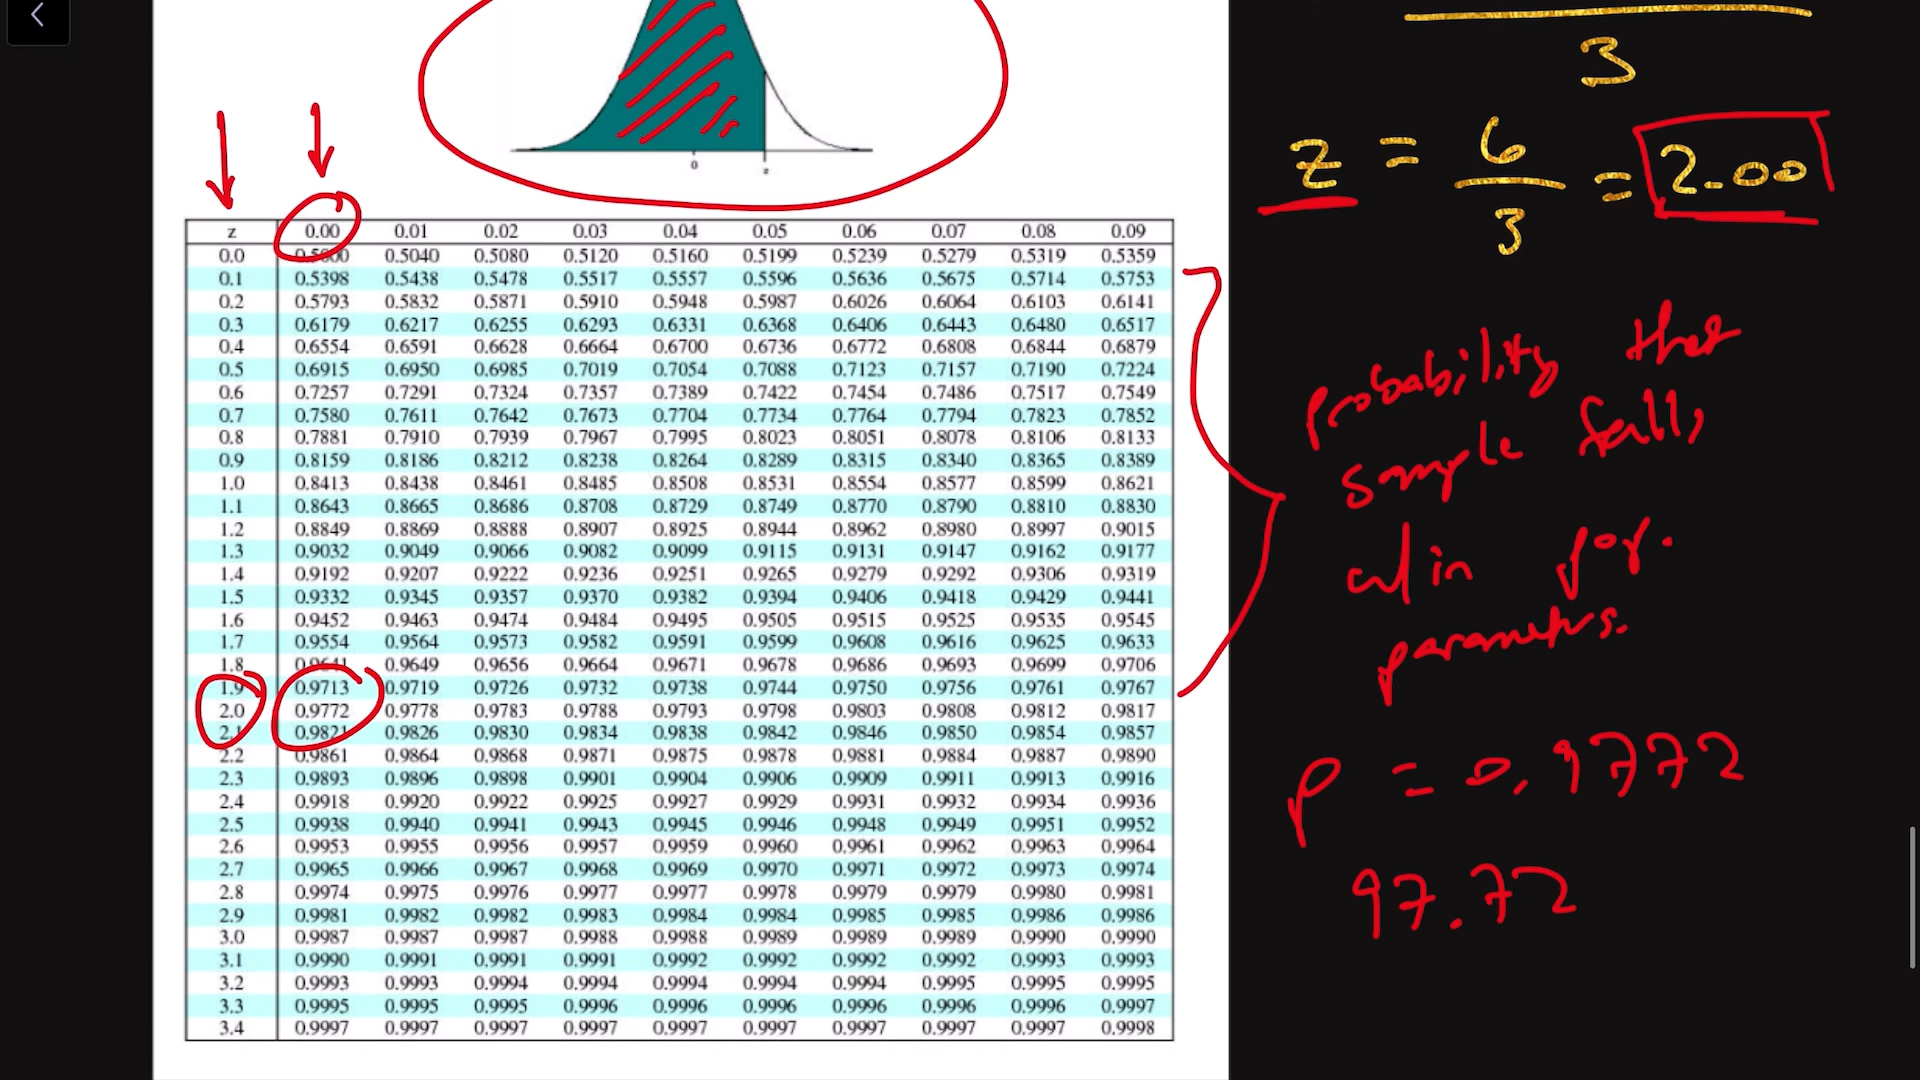 3
z = 6 / 3 = 2.00
0 z
z 0.00 0.01 0.02 0.03 0.04 0.05 0.06 0.07 0.08 0.09
0.0 0.5000 0.5040 0.5080 0.5120 0.5160 0.5199 0.5239 0.5279 0.5319 0.5359
0.1 0.5398 0.5438 0.5478 0.5517 0.5557 0.5596 0.5636 0.5675 0.5714 0.5753
0.2 0.5793 0.5832 0.5871 0.5910 0.5948 0.5987 0.6026 0.6064 0.6103 0.6141
0.3 0.6179 0.6217 0.6255 0.6293 0.6331 0.6368 0.6406 0.6443 0.6480 0.6517
0.4 0.6554 0.6591 0.6628 0.6664 0.6700 0.6736 0.6772 0.6808 0.6844 0.6879
0.5 0.6915 0.6950 0.6985 0.7019 0.7054 0.7088 0.7123 0.7157 0.7190 0.7224
0.6 0.7257 0.7291 0.7324 0.7357 0.7389 0.7422 0.7454 0.7486 0.7517 0.7549
0.7 0.7580 0.7611 0.7642 0.7673 0.7704 0.7734 0.7764 0.7794 0.7823 0.7852
0.8 0.7881 0.7910 0.7939 0.7967 0.7995 0.8023 0.8051 0.8078 0.8106 0.8133
0.9 0.8159 0.8186 0.8212 0.8238 0.8264 0.8289 0.8315 0.8340 0.8365 0.8389
1.0 0.8413 0.8438 0.8461 0.8485 0.8508 0.8531 0.8554 0.8577 0.8599 0.8621
1.1 0.8643 0.8665 0.8686 0.8708 0.8729 0.8749 0.8770 0.8790 0.8810 0.8830
1.2 0.8849 0.8869 0.8888 0.8907 0.8925 0.8944 0.8962 0.8980 0.8997 0.9015
1.3 0.9032 0.9049 0.9066 0.9082 0.9099 0.9115 0.9131 0.9147 0.9162 0.9177
1.4 0.9192 0.9207 0.9222 0.9236 0.9251 0.9265 0.9279 0.9292 0.9306 0.9319
1.5 0.9332 0.9345 0.9357 0.9370 0.9382 0.9394 0.9406 0.9418 0.9429 0.9441
1.6 0.9452 0.9463 0.9474 0.9484 0.9495 0.9505 0.9515 0.9525 0.9535 0.9545
1.7 0.9554 0.9564 0.9573 0.9582 0.9591 0.9599 0.9608 0.9616 0.9625 0.9633
1.8 0.9641 0.9649 0.9656 0.9664 0.9671 0.9678 0.9686 0.9693 0.9699 0.9706
1.9 0.9713 0.9719 0.9726 0.9732 0.9738 0.9744 0.9750 0.9756 0.9761 0.9767
2.0 0.9772 0.9778 0.9783 0.9788 0.9793 0.9798 0.9803 0.9808 0.9812 0.9817
2.1 0.9821 0.9826 0.9830 0.9834 0.9838 0.9842 0.9846 0.9850 0.9854 0.9857
2.2 0.9861 0.9864 0.9868 0.9871 0.9875 0.9878 0.9881 0.9884 0.9887 0.9890
2.3 0.9893 0.9896 0.9898 0.9901 0.9904 0.9906 0.9909 0.9911 0.9913 0.9916
2.4 0.9918 0.9920 0.9922 0.9925 0.9927 0.9929 0.9931 0.9932 0.9934 0.9936
2.5 0.9938 0.9940 0.9941 0.9943 0.9945 0.9946 0.9948 0.9949 0.9951 0.9952
2.6 0.9953 0.9955 0.9956 0.9957 0.9959 0.9960 0.9961 0.9962 0.9963 0.9964
2.7 0.9965 0.9966 0.9967 0.9968 0.9969 0.9970 0.9971 0.9972 0.9973 0.9974
2.8 0.9974 0.9975 0.9976 0.9977 0.9977 0.9978 0.9979 0.9979 0.9980 0.9981
2.9 0.9981 0.9982 0.9982 0.9983 0.9984 0.9984 0.9985 0.9985 0.9986 0.9986
3.0 0.9987 0.9987 0.9987 0.9988 0.9988 0.9989 0.9989 0.9989 0.9990 0.9990
3.1 0.9990 0.9991 0.9991 0.9991 0.9992 0.9992 0.9992 0.9992 0.9993 0.9993
3.2 0.9993 0.9993 0.9994 0.9994 0.9994 0.9994 0.9994 0.9995 0.9995 0.9995
3.3 0.9995 0.9995 0.9995 0.9996 0.9996 0.9996 0.9996 0.9996 0.9996 0.9997
3.4 0.9997 0.9997 0.9997 0.9997 0.9997 0.9997 0.9997 0.9997 0.9997 0.9998
Probability that
sample falls
w/in
parameters.
P = 0.9772
97.72